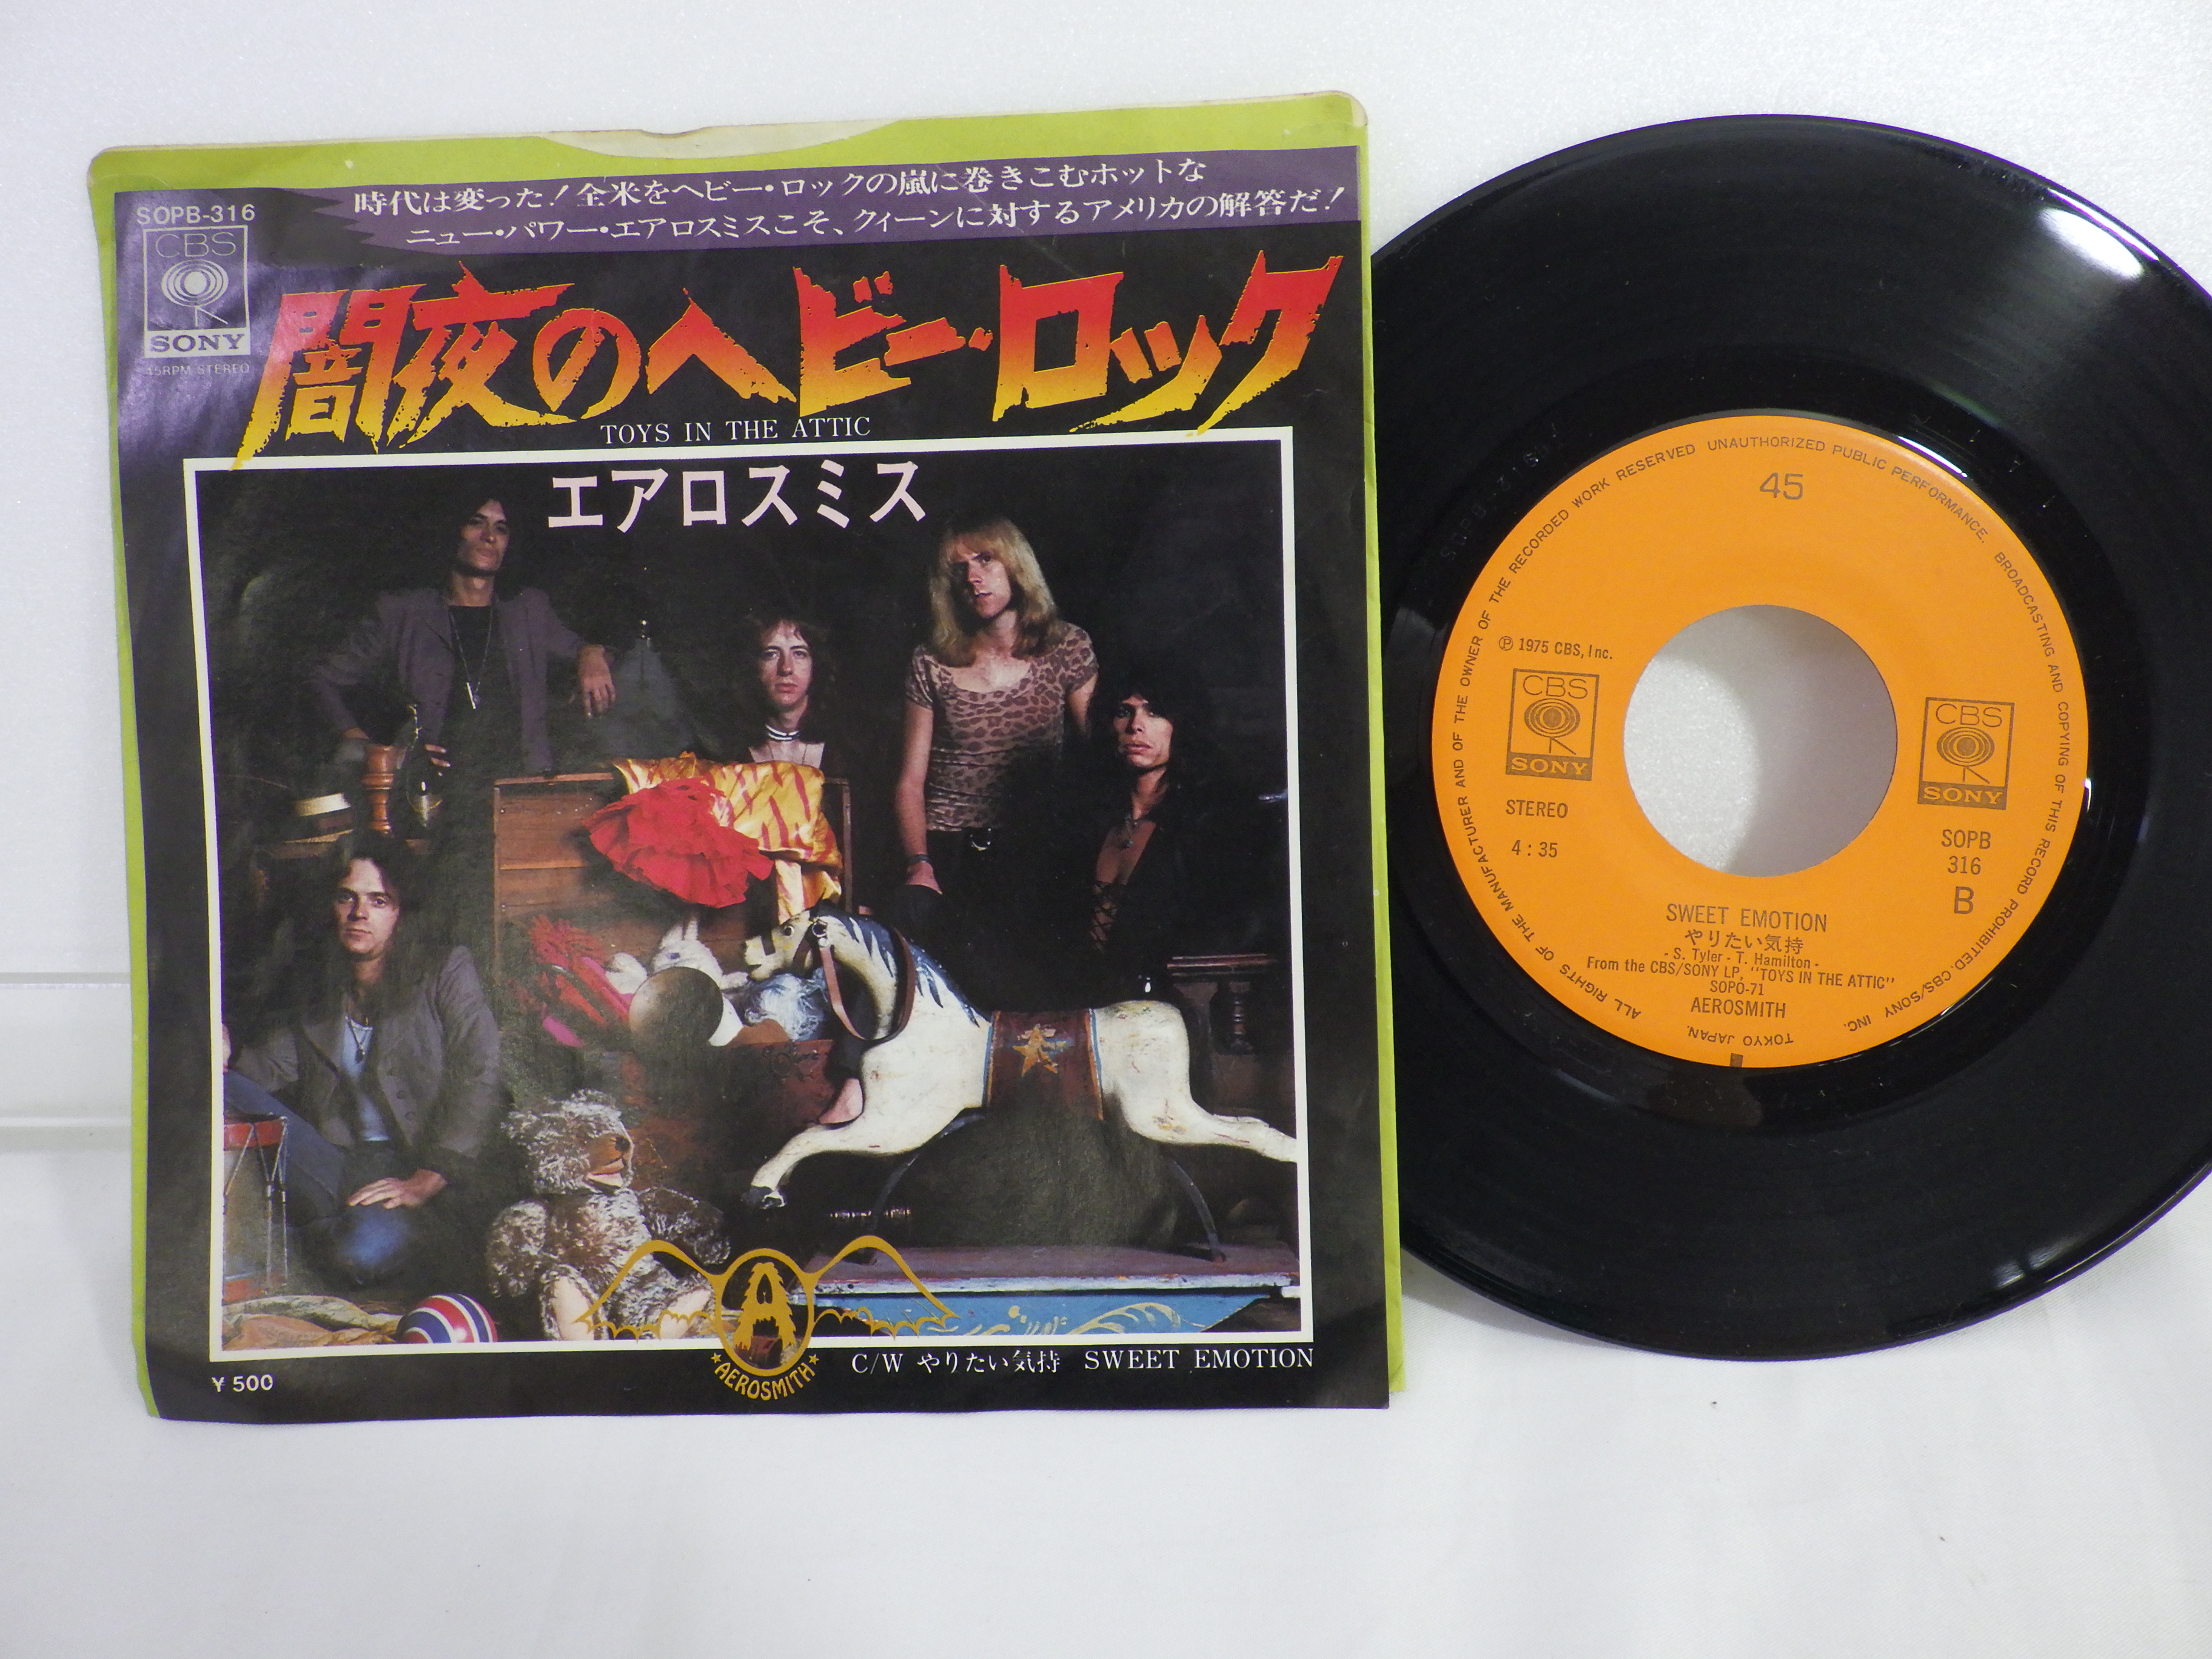 時代は変った!全米をヘビー・ロックの嵐に巻きこむホットな
ニュー・パワー・エアロスミスこそ、クィーンに対するアメリカの解答だ!
SOPB-316
CBS
SONY
45RPM STEREO
闇夜のヘビー・ロック
TOYS IN THE ATTIC
エアロスミス
A
AEROSMITH
C/W やりたい気持 SWEET EMOTION
¥500
ALL RIGHTS OF THE MANUFACTURER AND OF THE OWNER OF THE RECORDED WORK RESERVED UNAUTHORIZED PUBLIC PERFORMANCE. BROADCASTING AND COPYING OF THIS RECORD PROHIBITED. CBS/SONY INC. TOKYO JAPAN.
45
℗ 1975 CBS, Inc.
CBS
SONY
STEREO
4:35
CBS
SONY
SOPB
316
B
SWEET EMOTION
やりたい気持
- S. Tyler - T. Hamilton -
From the CBS/SONY LP, "TOYS IN THE ATTIC"
SOPO-71
AEROSMITH